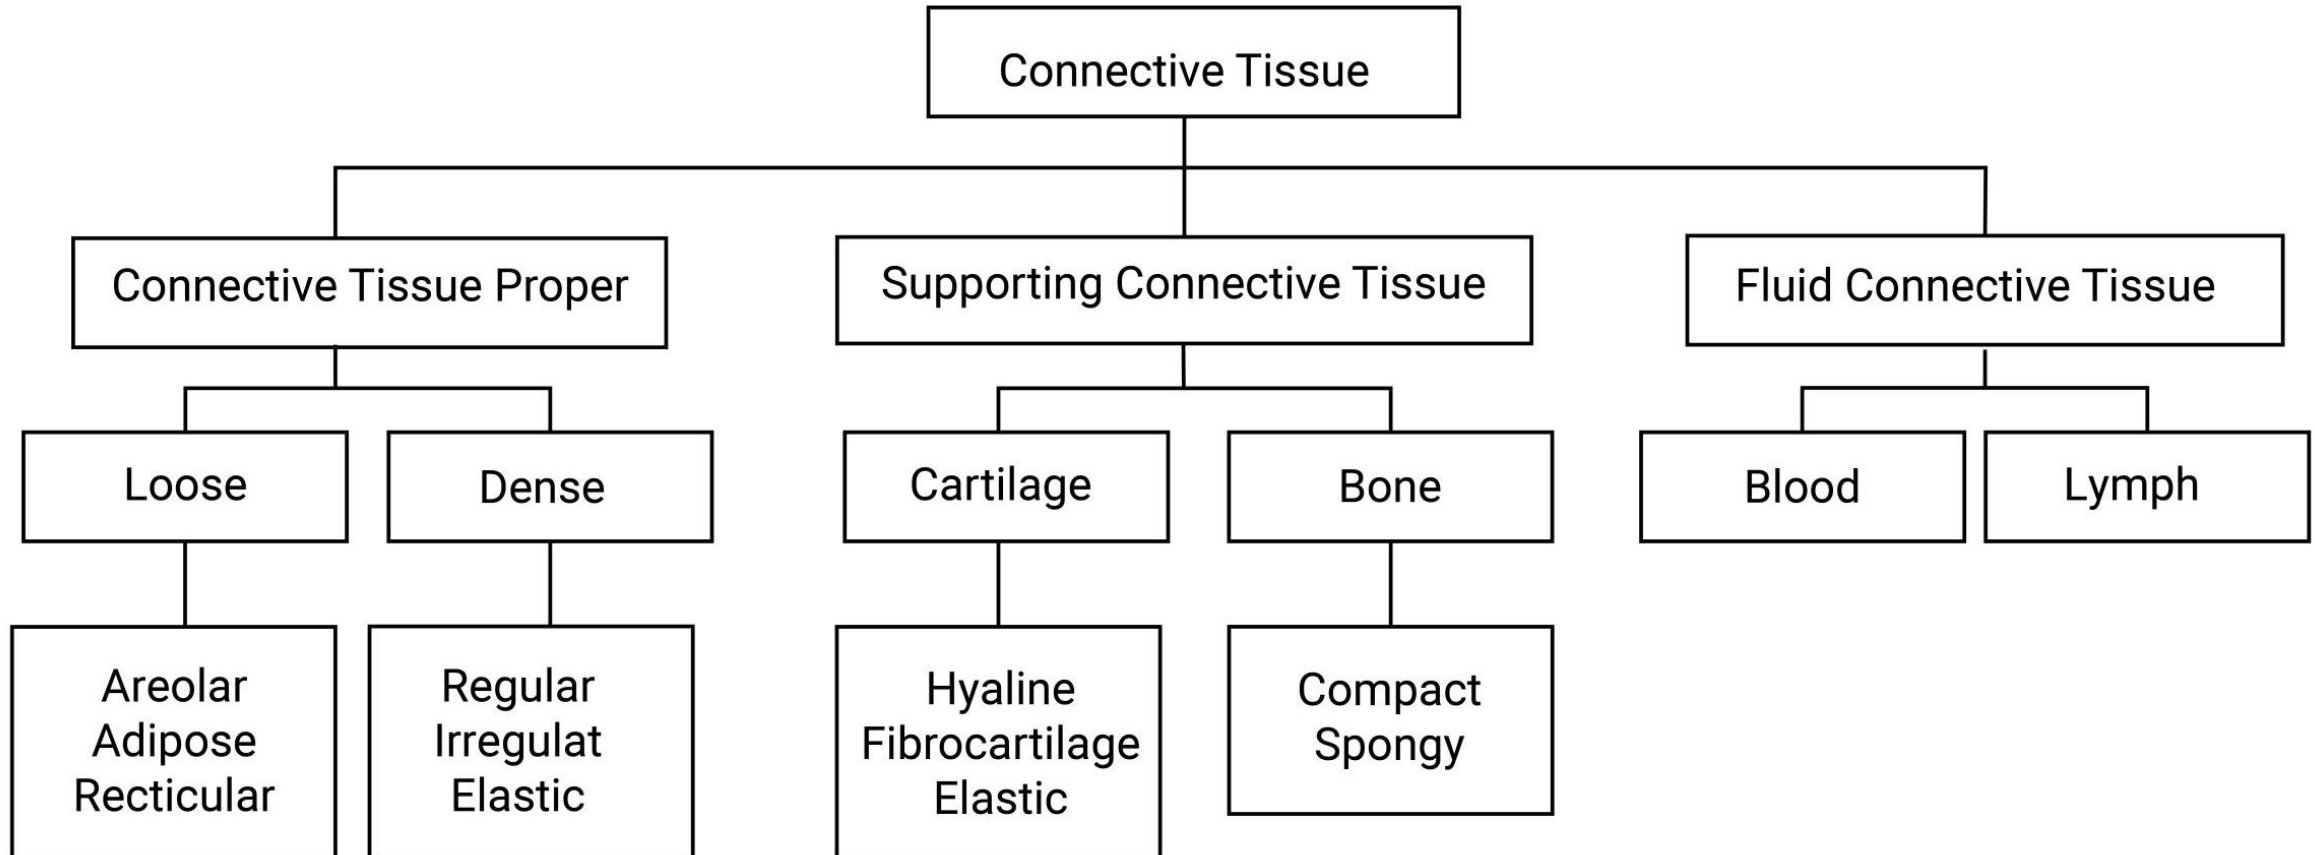 Connective Tissue
Connective Tissue Proper
Supporting Connective Tissue
Fluid Connective Tissue
Loose
Dense
Cartilage
Bone
Blood
Lymph
Areolar
Adipose
Recticular
Regular
Irregulat
Elastic
Hyaline
Fibrocartilage
Elastic
Compact
Spongy